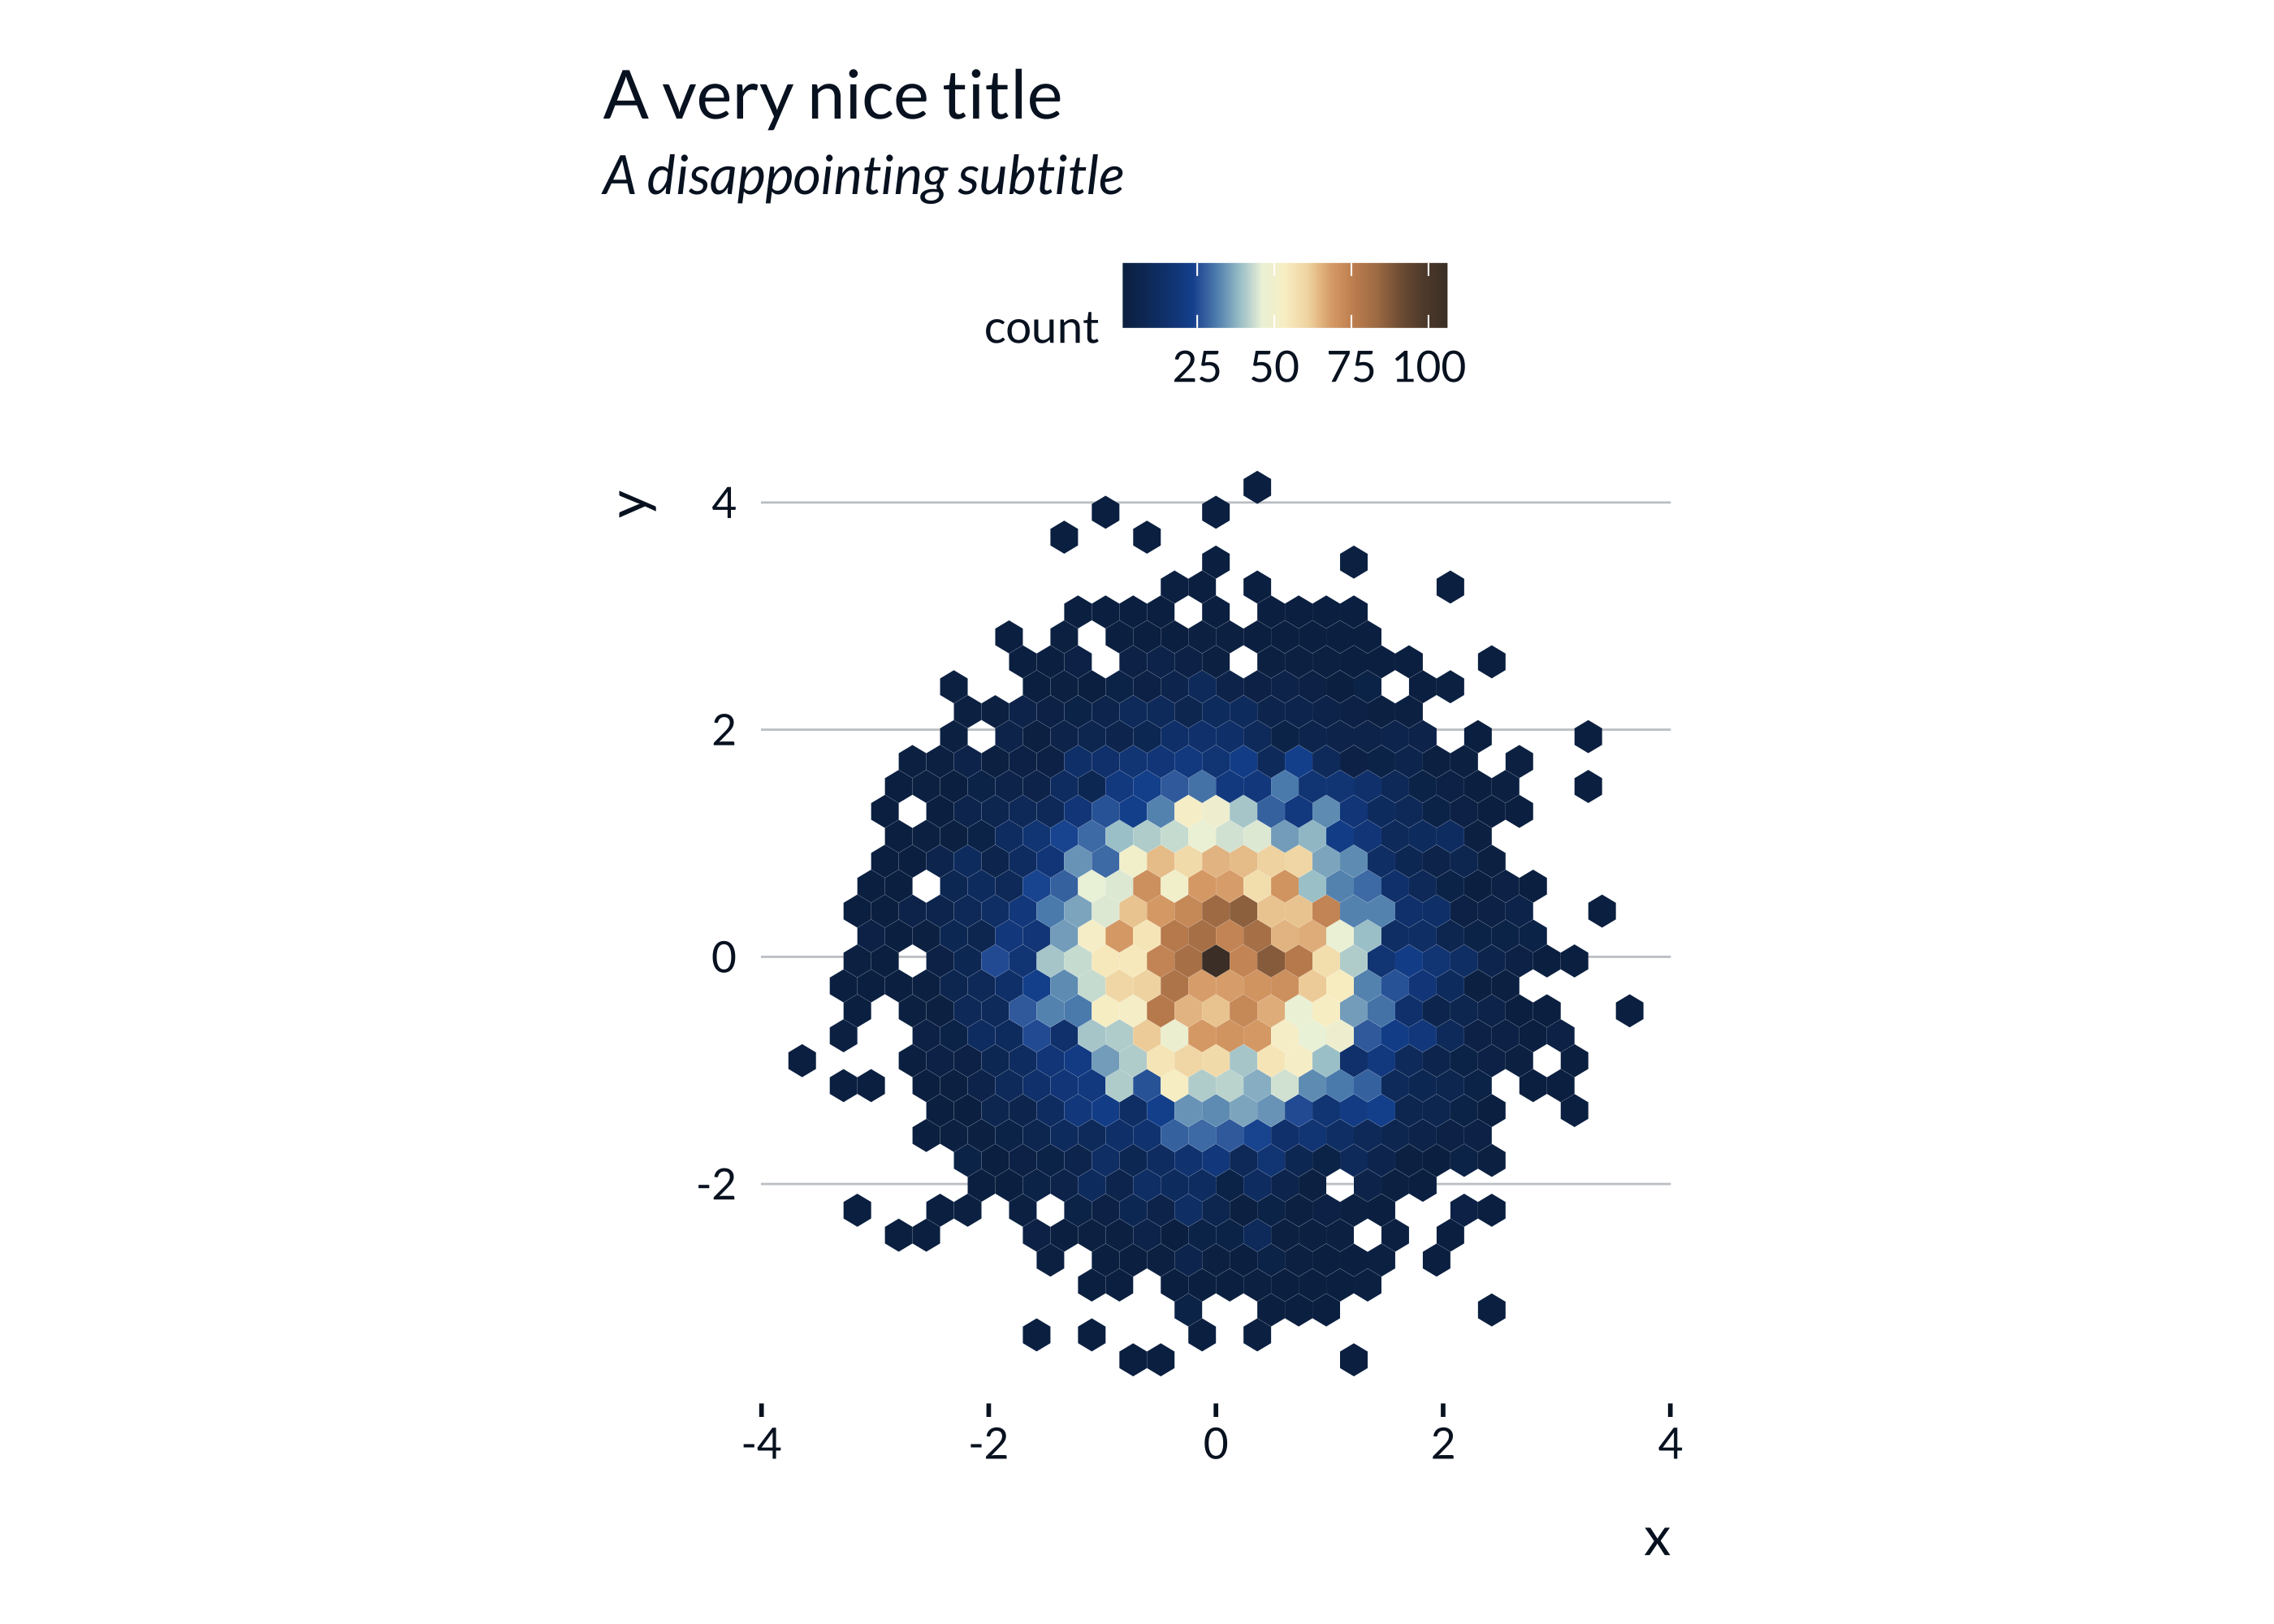 A very nice title
A disappointing subtitle
count
25 50 75 100
y
4
2
0
-2
-4 -2 0 2 4
x